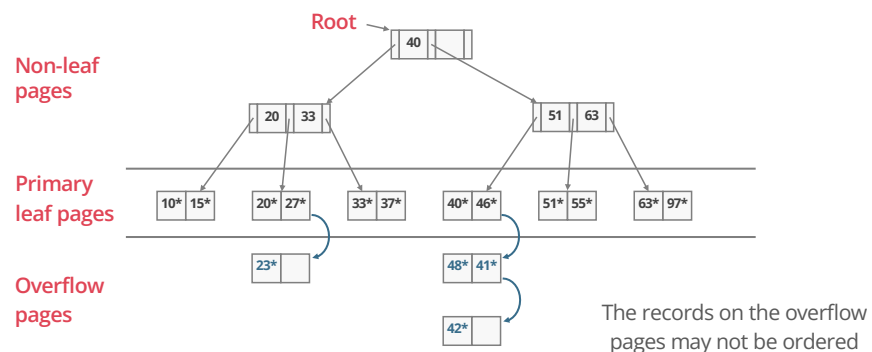 Root
40
Non-leaf
pages
20 33
51 63
Primary
leaf pages
10* 15*
20* 27*
33* 37*
40* 46*
51* 55*
63* 97*
Overflow
pages
23*
48* 41*
42*
The records on the overflow
pages may not be ordered